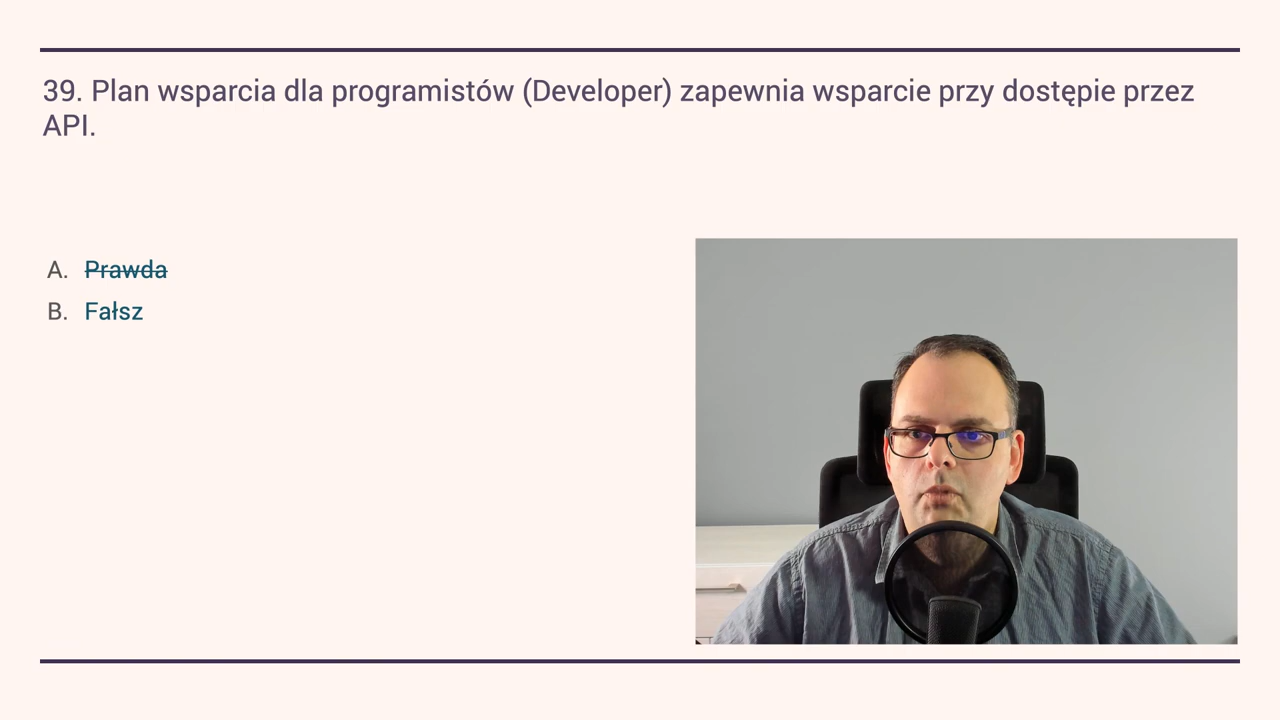 39. Plan wsparcia dla programistów (Developer) zapewnia wsparcie przy dostępie przez
API.
A. Prawda
B. Fałsz